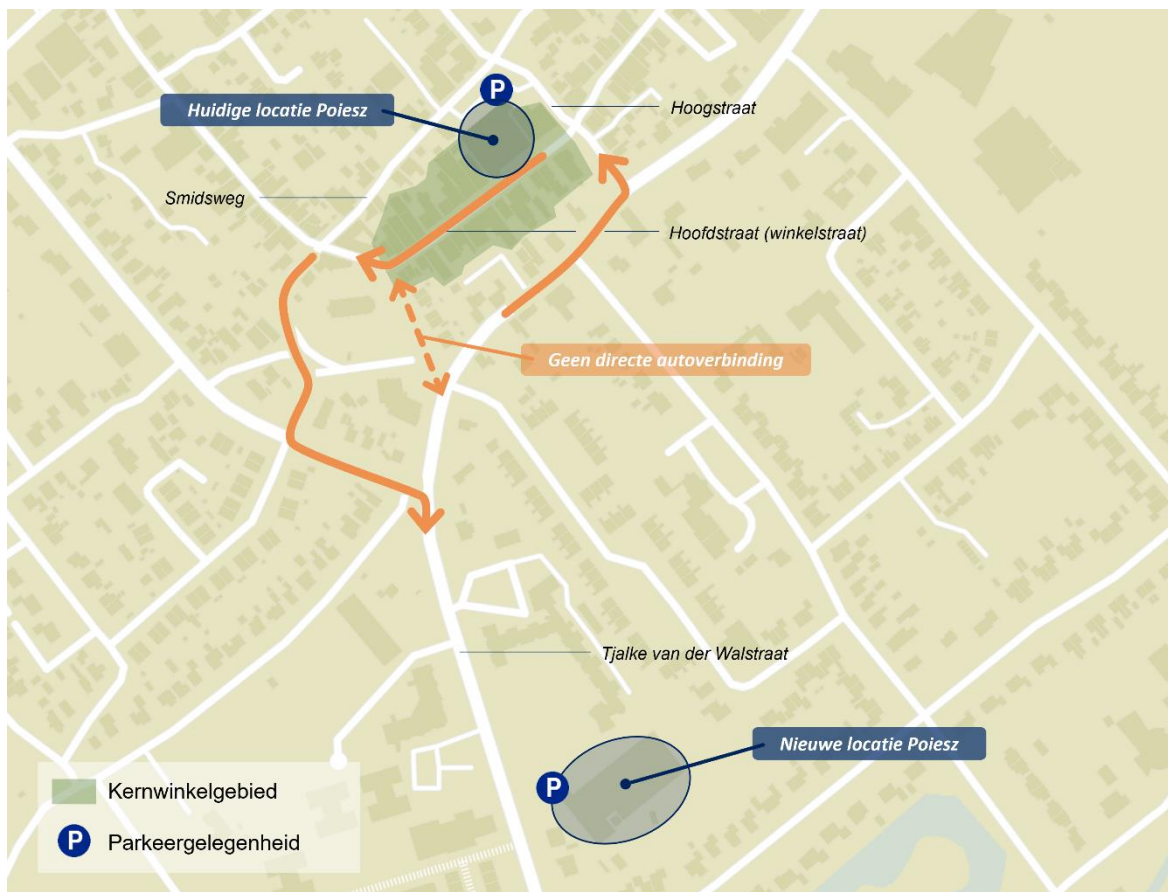 P
Huidige locatie Poiesz
Hoogstraat
Smidsweg
Hoofdstraat (winkelstraat)
Geen directe autoverbinding
Tjalke van der Walstraat
Nieuwe locatie Poiesz
P
Kernwinkelgebied
P Parkeergelegenheid